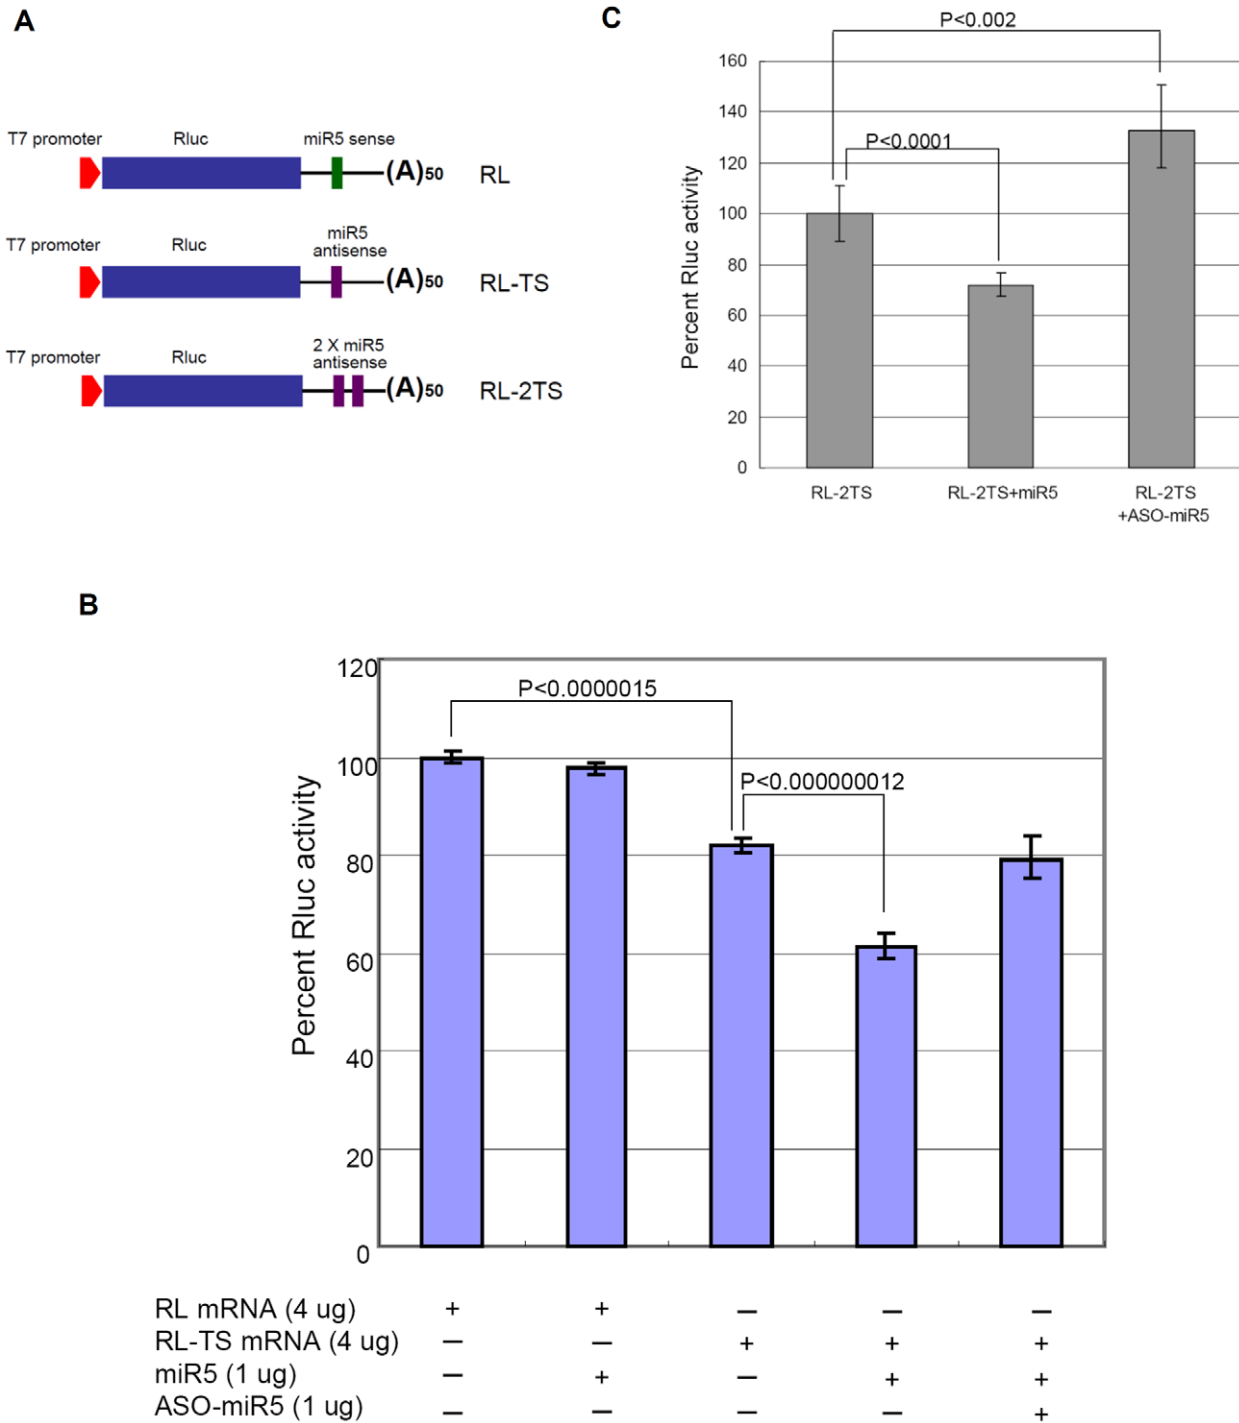 A
T7 promoter Rluc miR5 sense
(A)50 RL
T7 promoter Rluc miR5
antisense
(A)50 RL-TS
T7 promoter Rluc 2 X miR5
antisense
(A)50 RL-2TS
C
P<0.002
P<0.0001
Percent Rluc activity
160
140
120
100
80
60
40
20
0
RL-2TS RL-2TS+miR5 RL-2TS
+ASO-miR5
B
P<0.0000015
P<0.000000012
Percent Rluc activity
120
100
80
60
40
20
0
RL mRNA (4 ug) + + — — —
RL-TS mRNA (4 ug) — — + + +
miR5 (1 ug) — + — + +
ASO-miR5 (1 ug) — — — — +